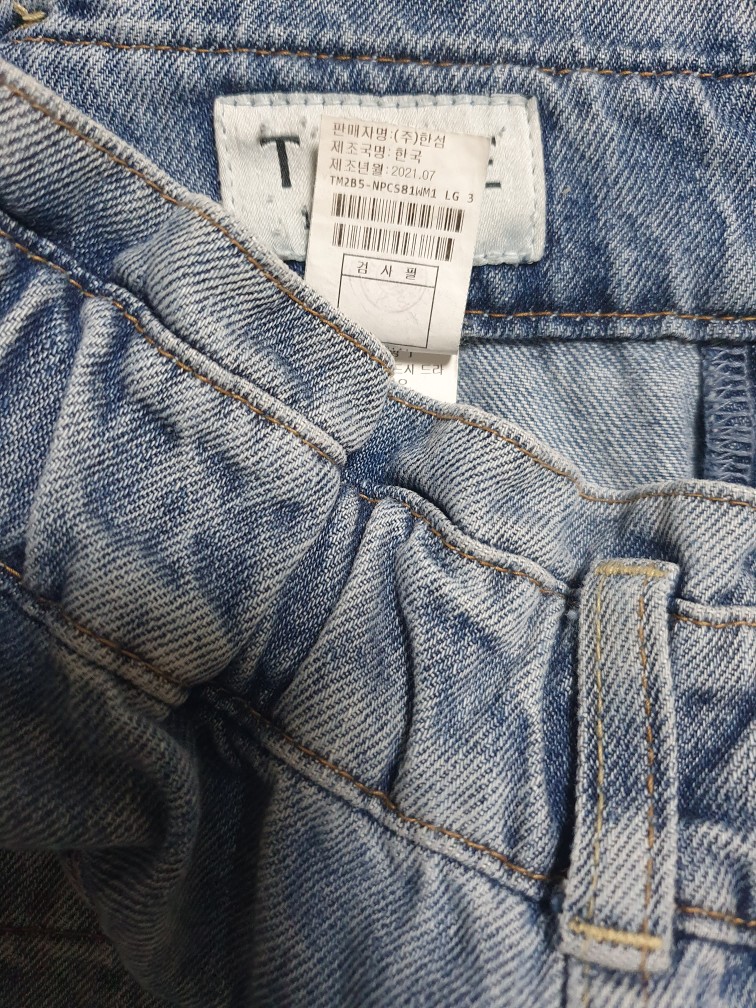 판매자명:(주)한섬
제조국명: 한국
제조년월: 2021.07
TM2B5-NPC581WM1 LG 3
검 사 필
T E